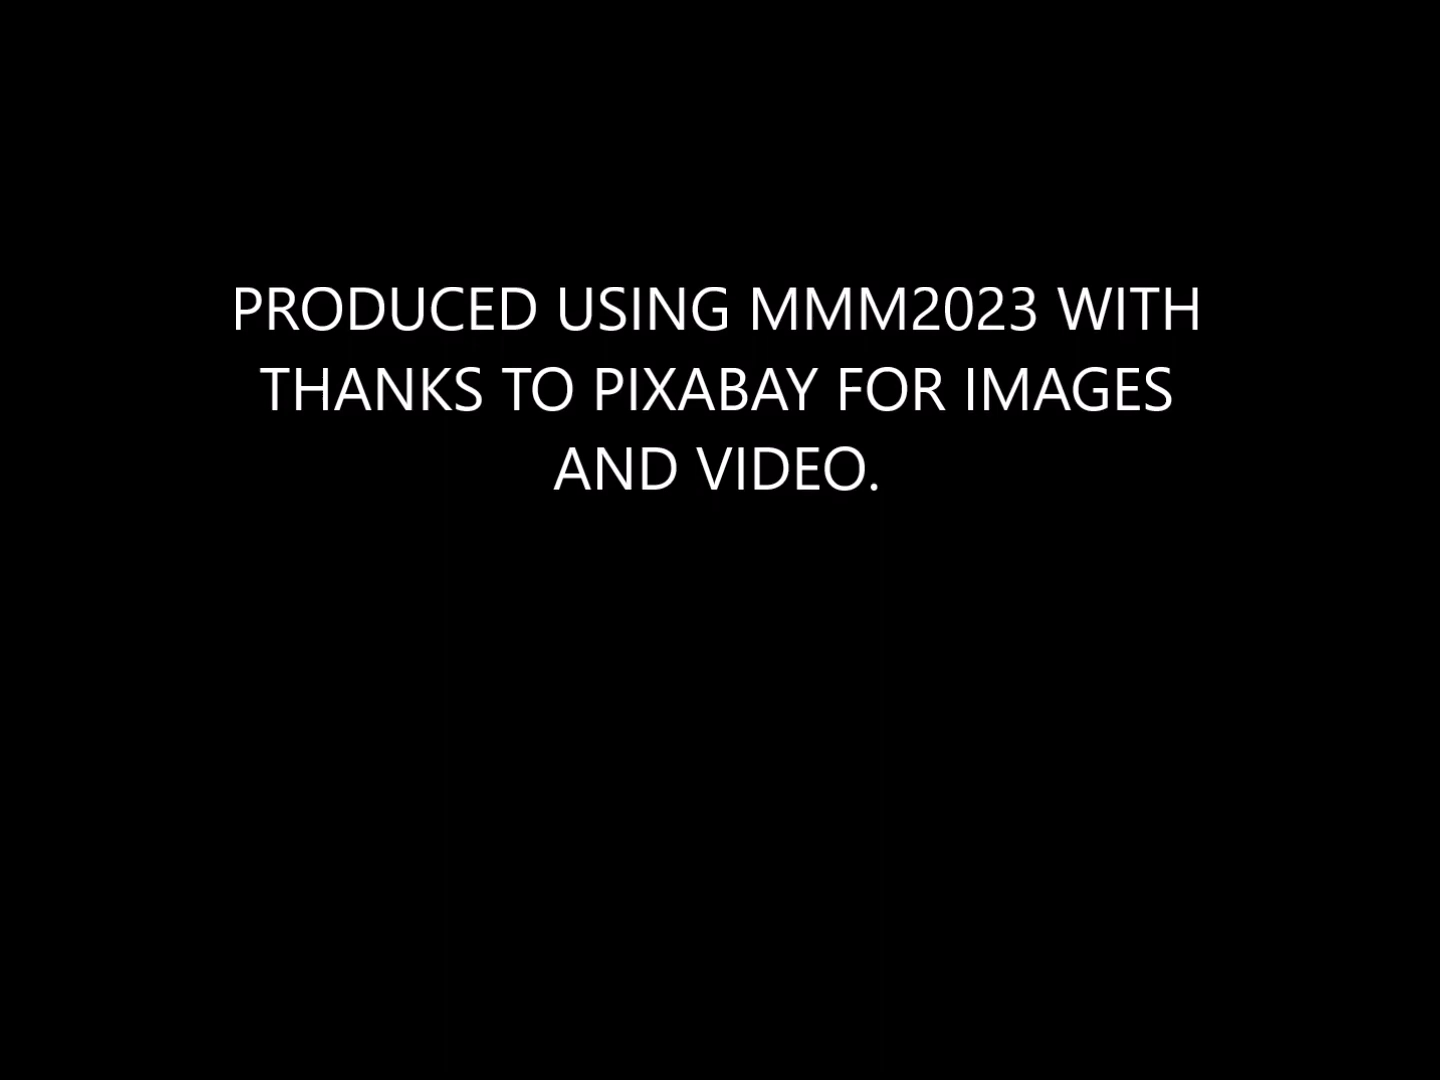 PRODUCED USING MMM2023 WITH
THANKS TO PIXABAY FOR IMAGES
AND VIDEO.